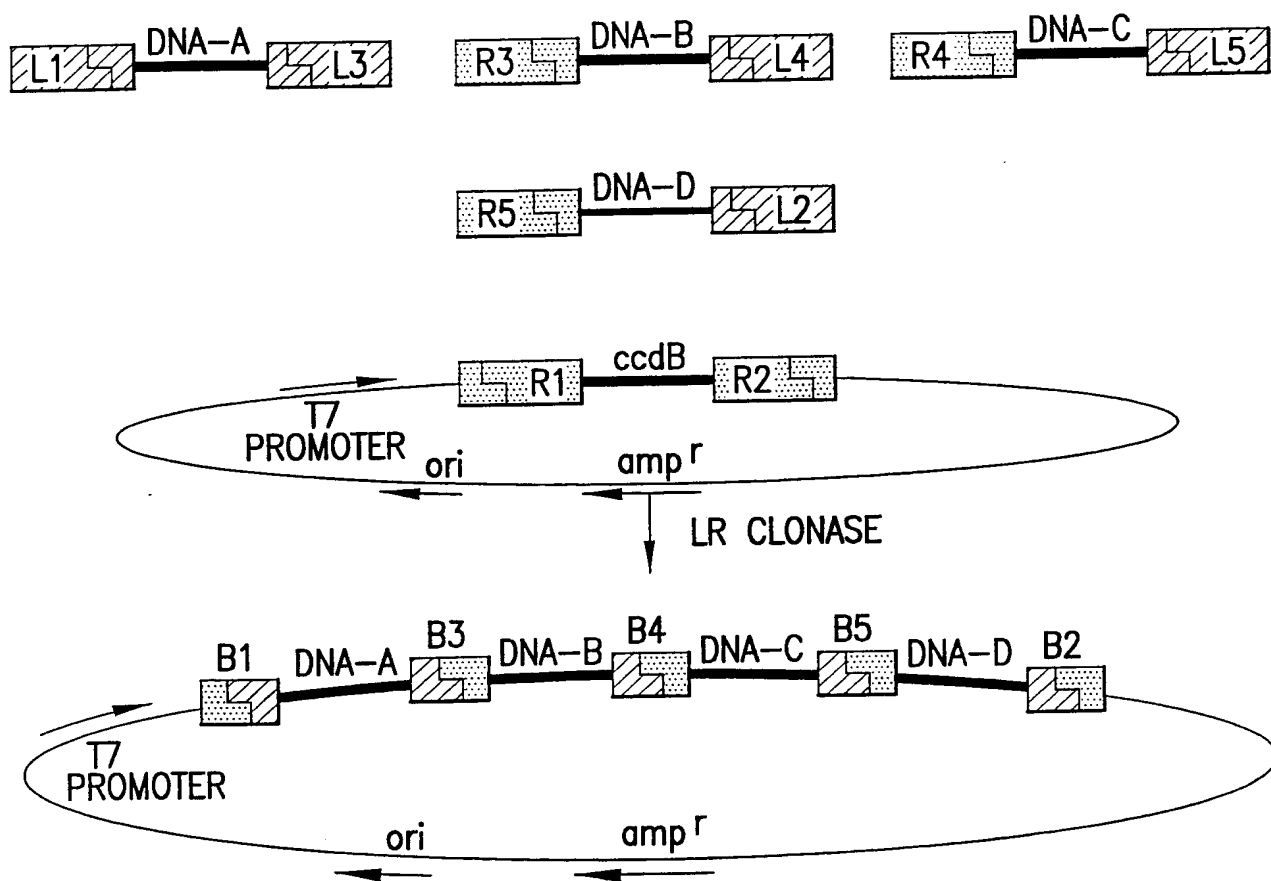 DNA-A
L1
L3
DNA-B
R3
L4
DNA-C
R4
L5
DNA-D
R5
L2
ccdB
R1
R2
T7
PROMOTER
ori
amp r
LR CLONASE
B1
DNA-A
B3
DNA-B
B4
DNA-C
B5
DNA-D
B2
T7
PROMOTER
ori
amp r